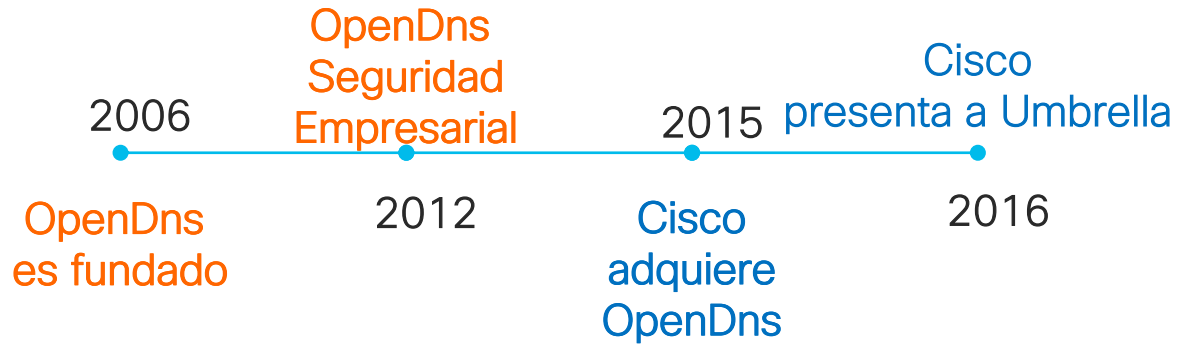 2006
OpenDns
es fundado
OpenDns
Seguridad
Empresarial
2012
2015
Cisco
adquiere
OpenDns
Cisco
presenta a Umbrella
2016